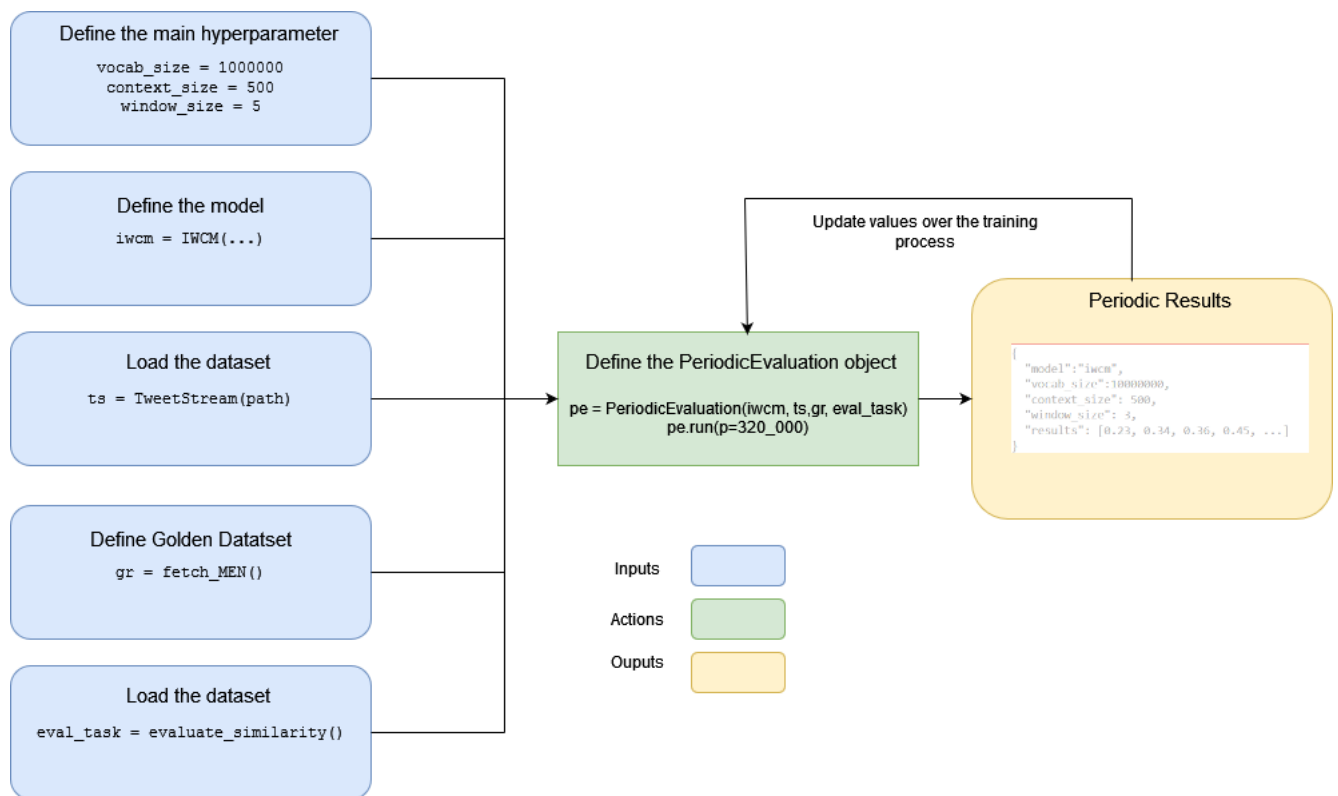 Define the main hyperparameter
vocab_size = 1000000
context_size = 500
window_size = 5
Define the model
iwcm = IWCM(...)
Load the dataset
ts = TweetStream(path)
Define Golden Datatset
gr = fetch_MEN()
Load the dataset
eval_task = evaluate_similarity()
Define the PeriodicEvaluation object
pe = PeriodicEvaluation(iwcm, ts,gr, eval_task)
pe.run(p=320_000)
Update values over the training
process
Periodic Results
{
"model":"iwcm",
"vocab_size":10000000,
"context_size": 500,
"window_size": 3,
"results": [0.23, 0.34, 0.36, 0.45, ...]
}
Inputs
Actions
Ouputs